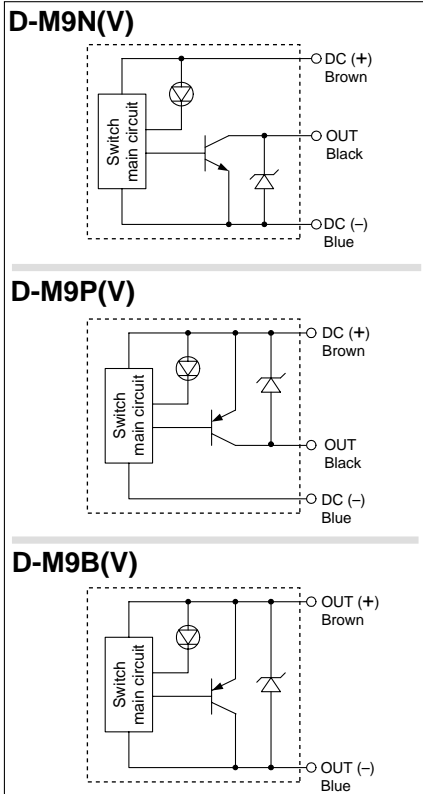 D-M9N(V)
DC (+)
Brown
Switch
main circuit
OUT
Black
DC (–)
Blue
D-M9P(V)
DC (+)
Brown
Switch
main circuit
OUT
Black
DC (–)
Blue
D-M9B(V)
OUT (+)
Brown
Switch
main circuit
OUT (–)
Blue